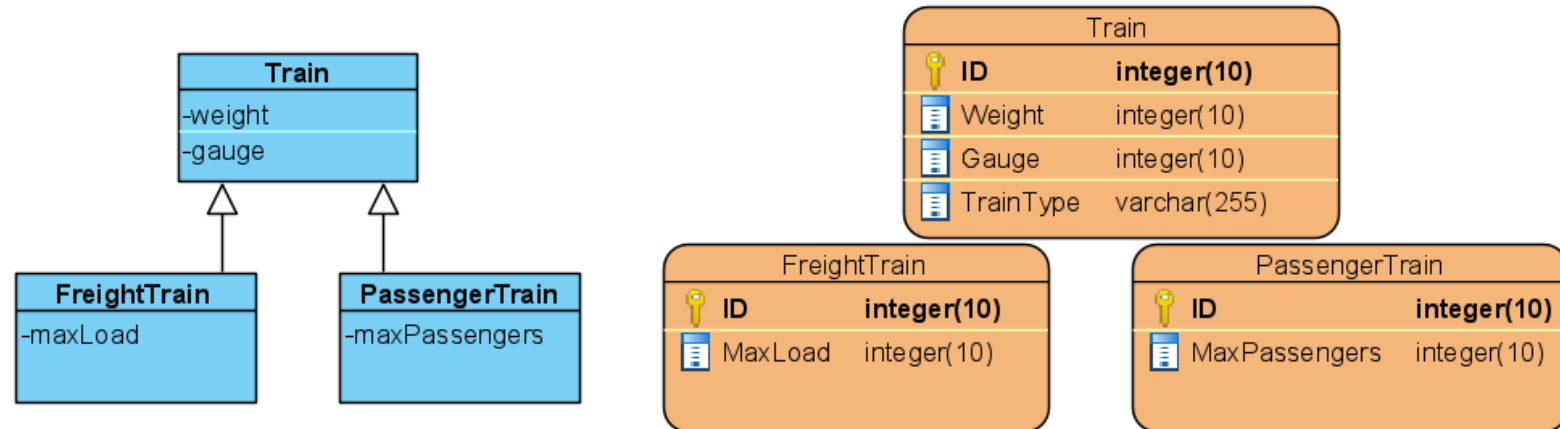 Train
-weight
-gauge
FreightTrain
-maxLoad
PassengerTrain
-maxPassengers
Train
ID integer(10)
Weight integer(10)
Gauge integer(10)
TrainType varchar(255)
FreightTrain
ID integer(10)
MaxLoad integer(10)
PassengerTrain
ID integer(10)
MaxPassengers integer(10)